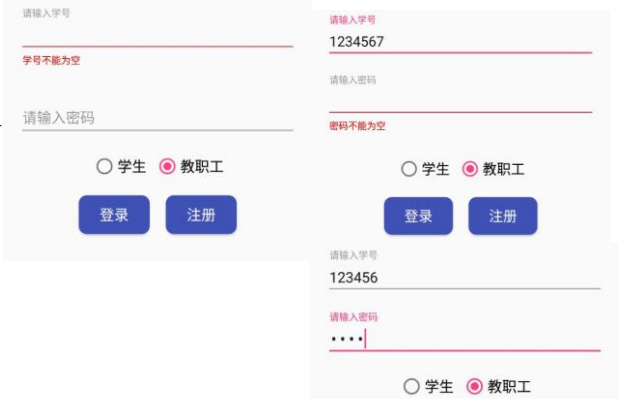 请输入学号
学号不能为空
请输入密码
学生 教职工
登录 注册
请输入学号
1234567
请输入密码
密码不能为空
学生 教职工
登录 注册
请输入学号
123456
请输入密码
••••
学生 教职工